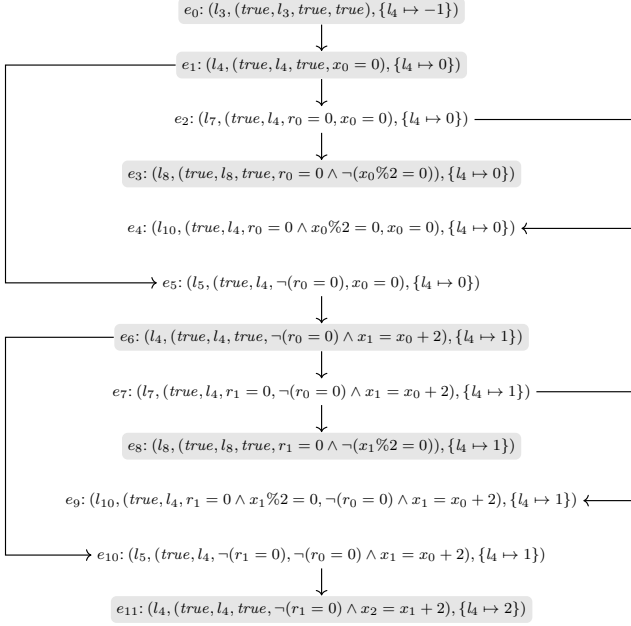 e₀: (l₃, (true, l₃, true, true), {l₄ ↦ −1})
e₁: (l₄, (true, l₄, true, x₀ = 0), {l₄ ↦ 0})
e₂: (l₇, (true, l₄, r₀ = 0, x₀ = 0), {l₄ ↦ 0})
e₃: (l₈, (true, l₈, true, r₀ = 0 ∧ ¬(x₀%2 = 0)), {l₄ ↦ 0})
e₄: (l₁₀, (true, l₄, r₀ = 0 ∧ x₀%2 = 0, x₀ = 0), {l₄ ↦ 0})
e₅: (l₅, (true, l₄, ¬(r₀ = 0), x₀ = 0), {l₄ ↦ 0})
e₆: (l₄, (true, l₄, true, ¬(r₀ = 0) ∧ x₁ = x₀ + 2), {l₄ ↦ 1})
e₇: (l₇, (true, l₄, r₁ = 0, ¬(r₀ = 0) ∧ x₁ = x₀ + 2), {l₄ ↦ 1})
e₈: (l₈, (true, l₈, true, r₁ = 0 ∧ ¬(x₁%2 = 0)), {l₄ ↦ 1})
e₉: (l₁₀, (true, l₄, r₁ = 0 ∧ x₁%2 = 0, ¬(r₀ = 0) ∧ x₁ = x₀ + 2), {l₄ ↦ 1})
e₁₀: (l₅, (true, l₄, ¬(r₁ = 0), ¬(r₀ = 0) ∧ x₁ = x₀ + 2), {l₄ ↦ 1})
e₁₁: (l₄, (true, l₄, true, ¬(r₁ = 0) ∧ x₂ = x₁ + 2), {l₄ ↦ 2})